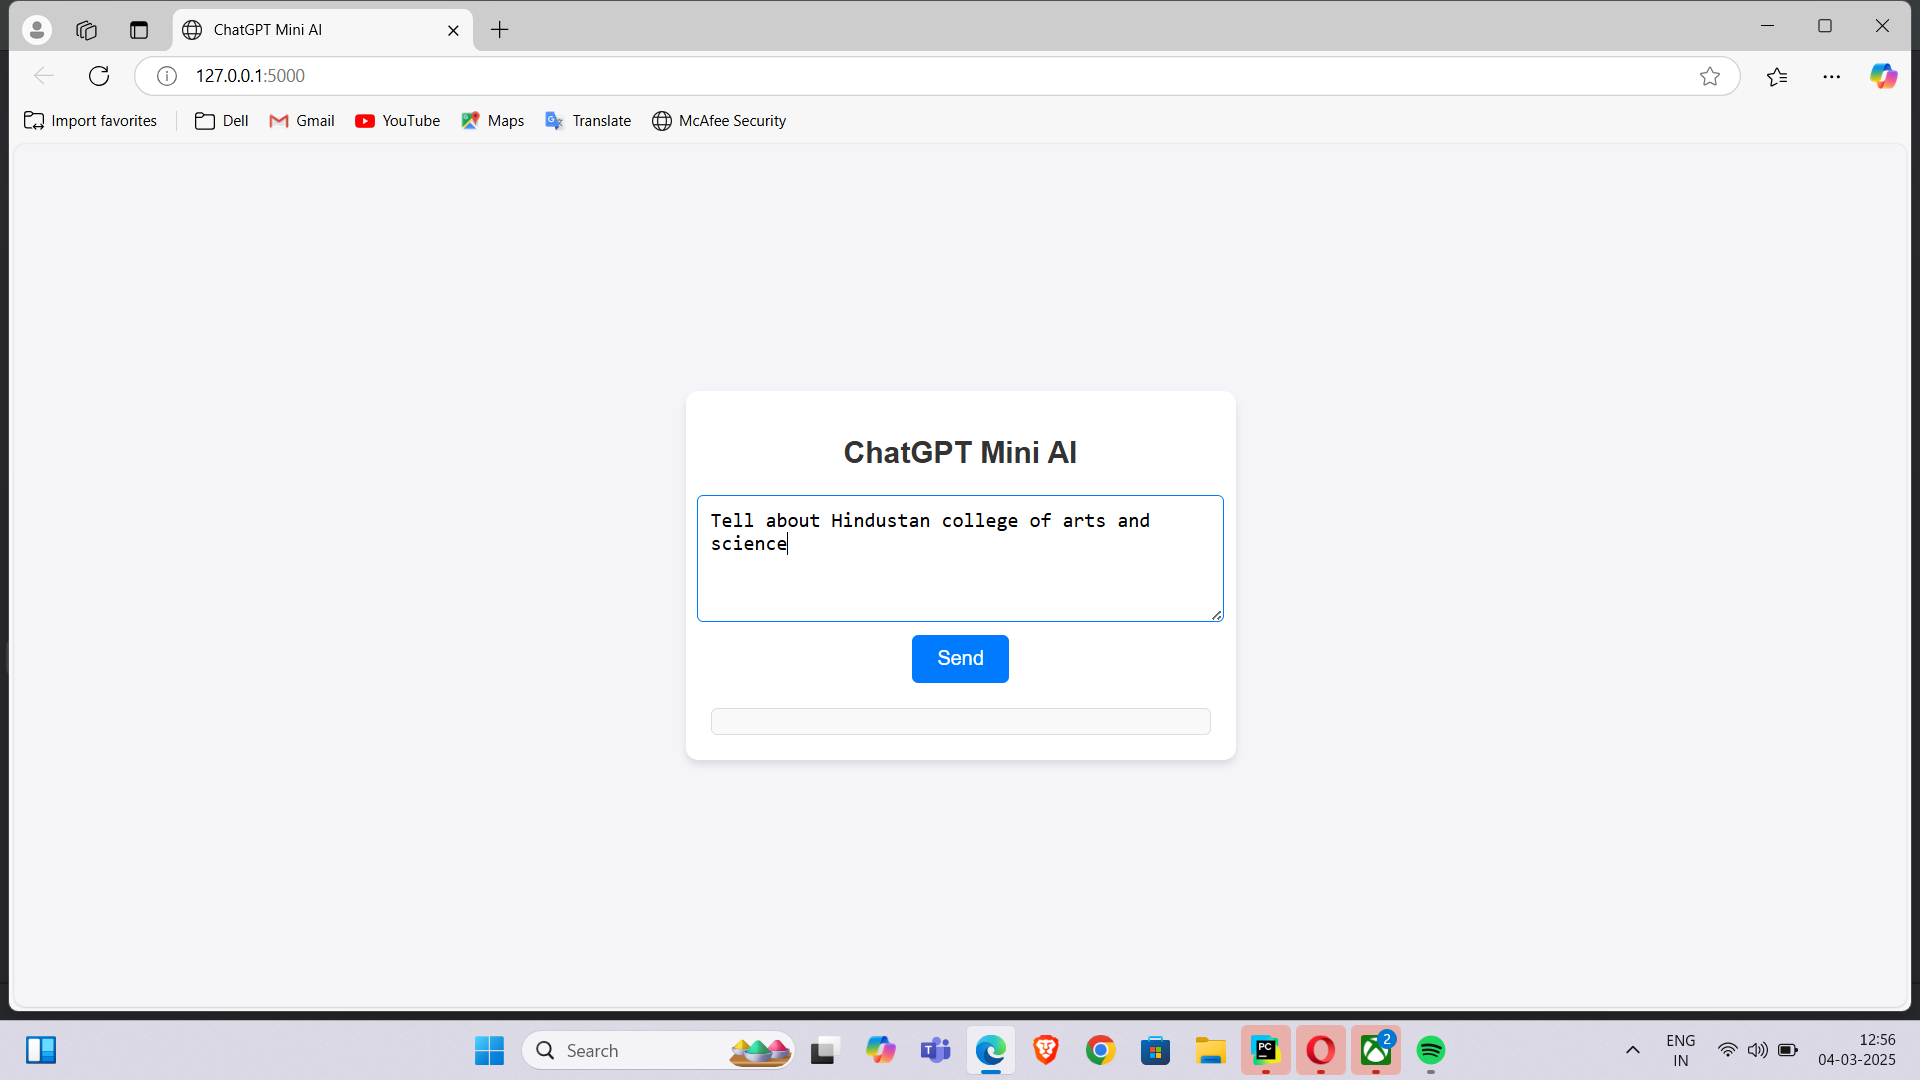 ChatGPT Mini AI
127.0.0.1:5000
Import favorites
Dell
Gmail
YouTube
Maps
Translate
McAfee Security
ChatGPT Mini AI
Tell about Hindustan college of arts and
science
Send
Search
PC
2
ENG
IN
12:56
04-03-2025